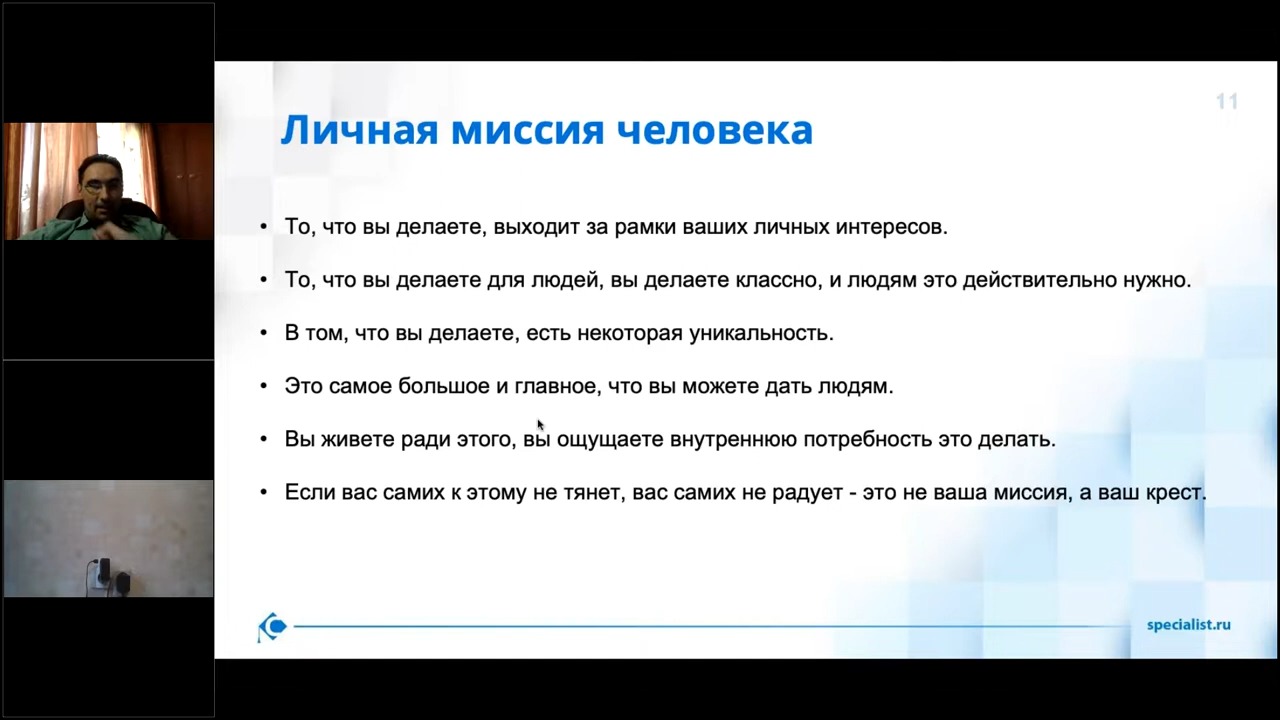 11
Личная миссия человека
• То, что вы делаете, выходит за рамки ваших личных интересов.
• То, что вы делаете для людей, вы делаете классно, и людям это действительно нужно.
• В том, что вы делаете, есть некоторая уникальность.
• Это самое большое и главное, что вы можете дать людям.
• Вы живете ради этого, вы ощущаете внутреннюю потребность это делать.
• Если вас самих к этому не тянет, вас самих не радует - это не ваша миссия, а ваш крест.
specialist.ru